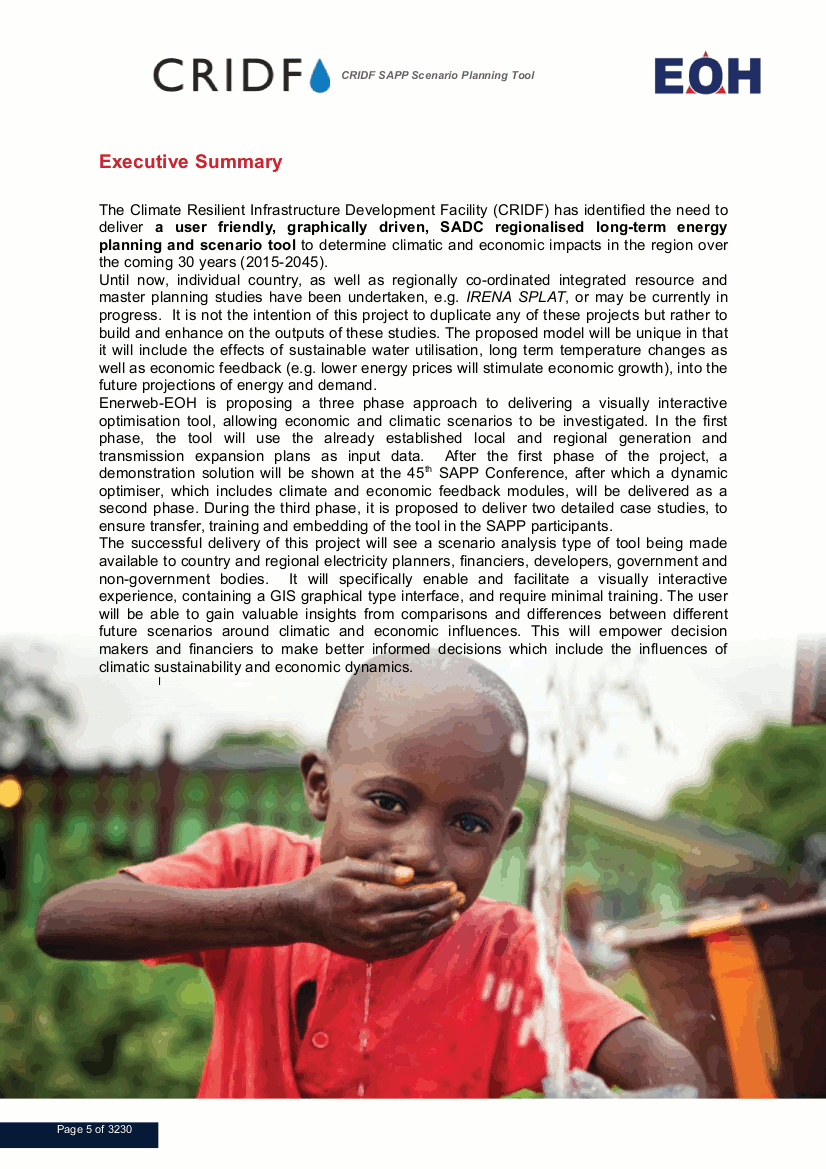 CRIDF
CRIDF SAPP Scenario Planning Tool
EOH
Executive Summary
The Climate Resilient Infrastructure Development Facility (CRIDF) has identified the need to
deliver a user friendly, graphically driven, SADC regionalised long-term energy
planning and scenario tool to determine climatic and economic impacts in the region over
the coming 30 years (2015-2045).
Until now, individual country, as well as regionally co-ordinated integrated resource and
master planning studies have been undertaken, e.g. IRENA SPLAT, or may be currently in
progress. It is not the intention of this project to duplicate any of these projects but rather to
build and enhance on the outputs of these studies. The proposed model will be unique in that
it will include the effects of sustainable water utilisation, long term temperature changes as
well as economic feedback (e.g. lower energy prices will stimulate economic growth), into the
future projections of energy and demand.
Enerweb-EOH is proposing a three phase approach to delivering a visually interactive
optimisation tool, allowing economic and climatic scenarios to be investigated. In the first
phase, the tool will use the already established local and regional generation and
transmission expansion plans as input data. After the first phase of the project, a
demonstration solution will be shown at the 45th SAPP Conference, after which a dynamic
optimiser, which includes climate and economic feedback modules, will be delivered as a
second phase. During the third phase, it is proposed to deliver two detailed case studies, to
ensure transfer, training and embedding of the tool in the SAPP participants.
The successful delivery of this project will see a scenario analysis type of tool being made
available to country and regional electricity planners, financiers, developers, government and
non-government bodies. It will specifically enable and facilitate a visually interactive
experience, containing a GIS graphical type interface, and require minimal training. The user
will be able to gain valuable insights from comparisons and differences between different
future scenarios around climatic and economic influences. This will empower decision
makers and financiers to make better informed decisions which include the influences of
climatic sustainability and economic dynamics.
Page 5 of 3230